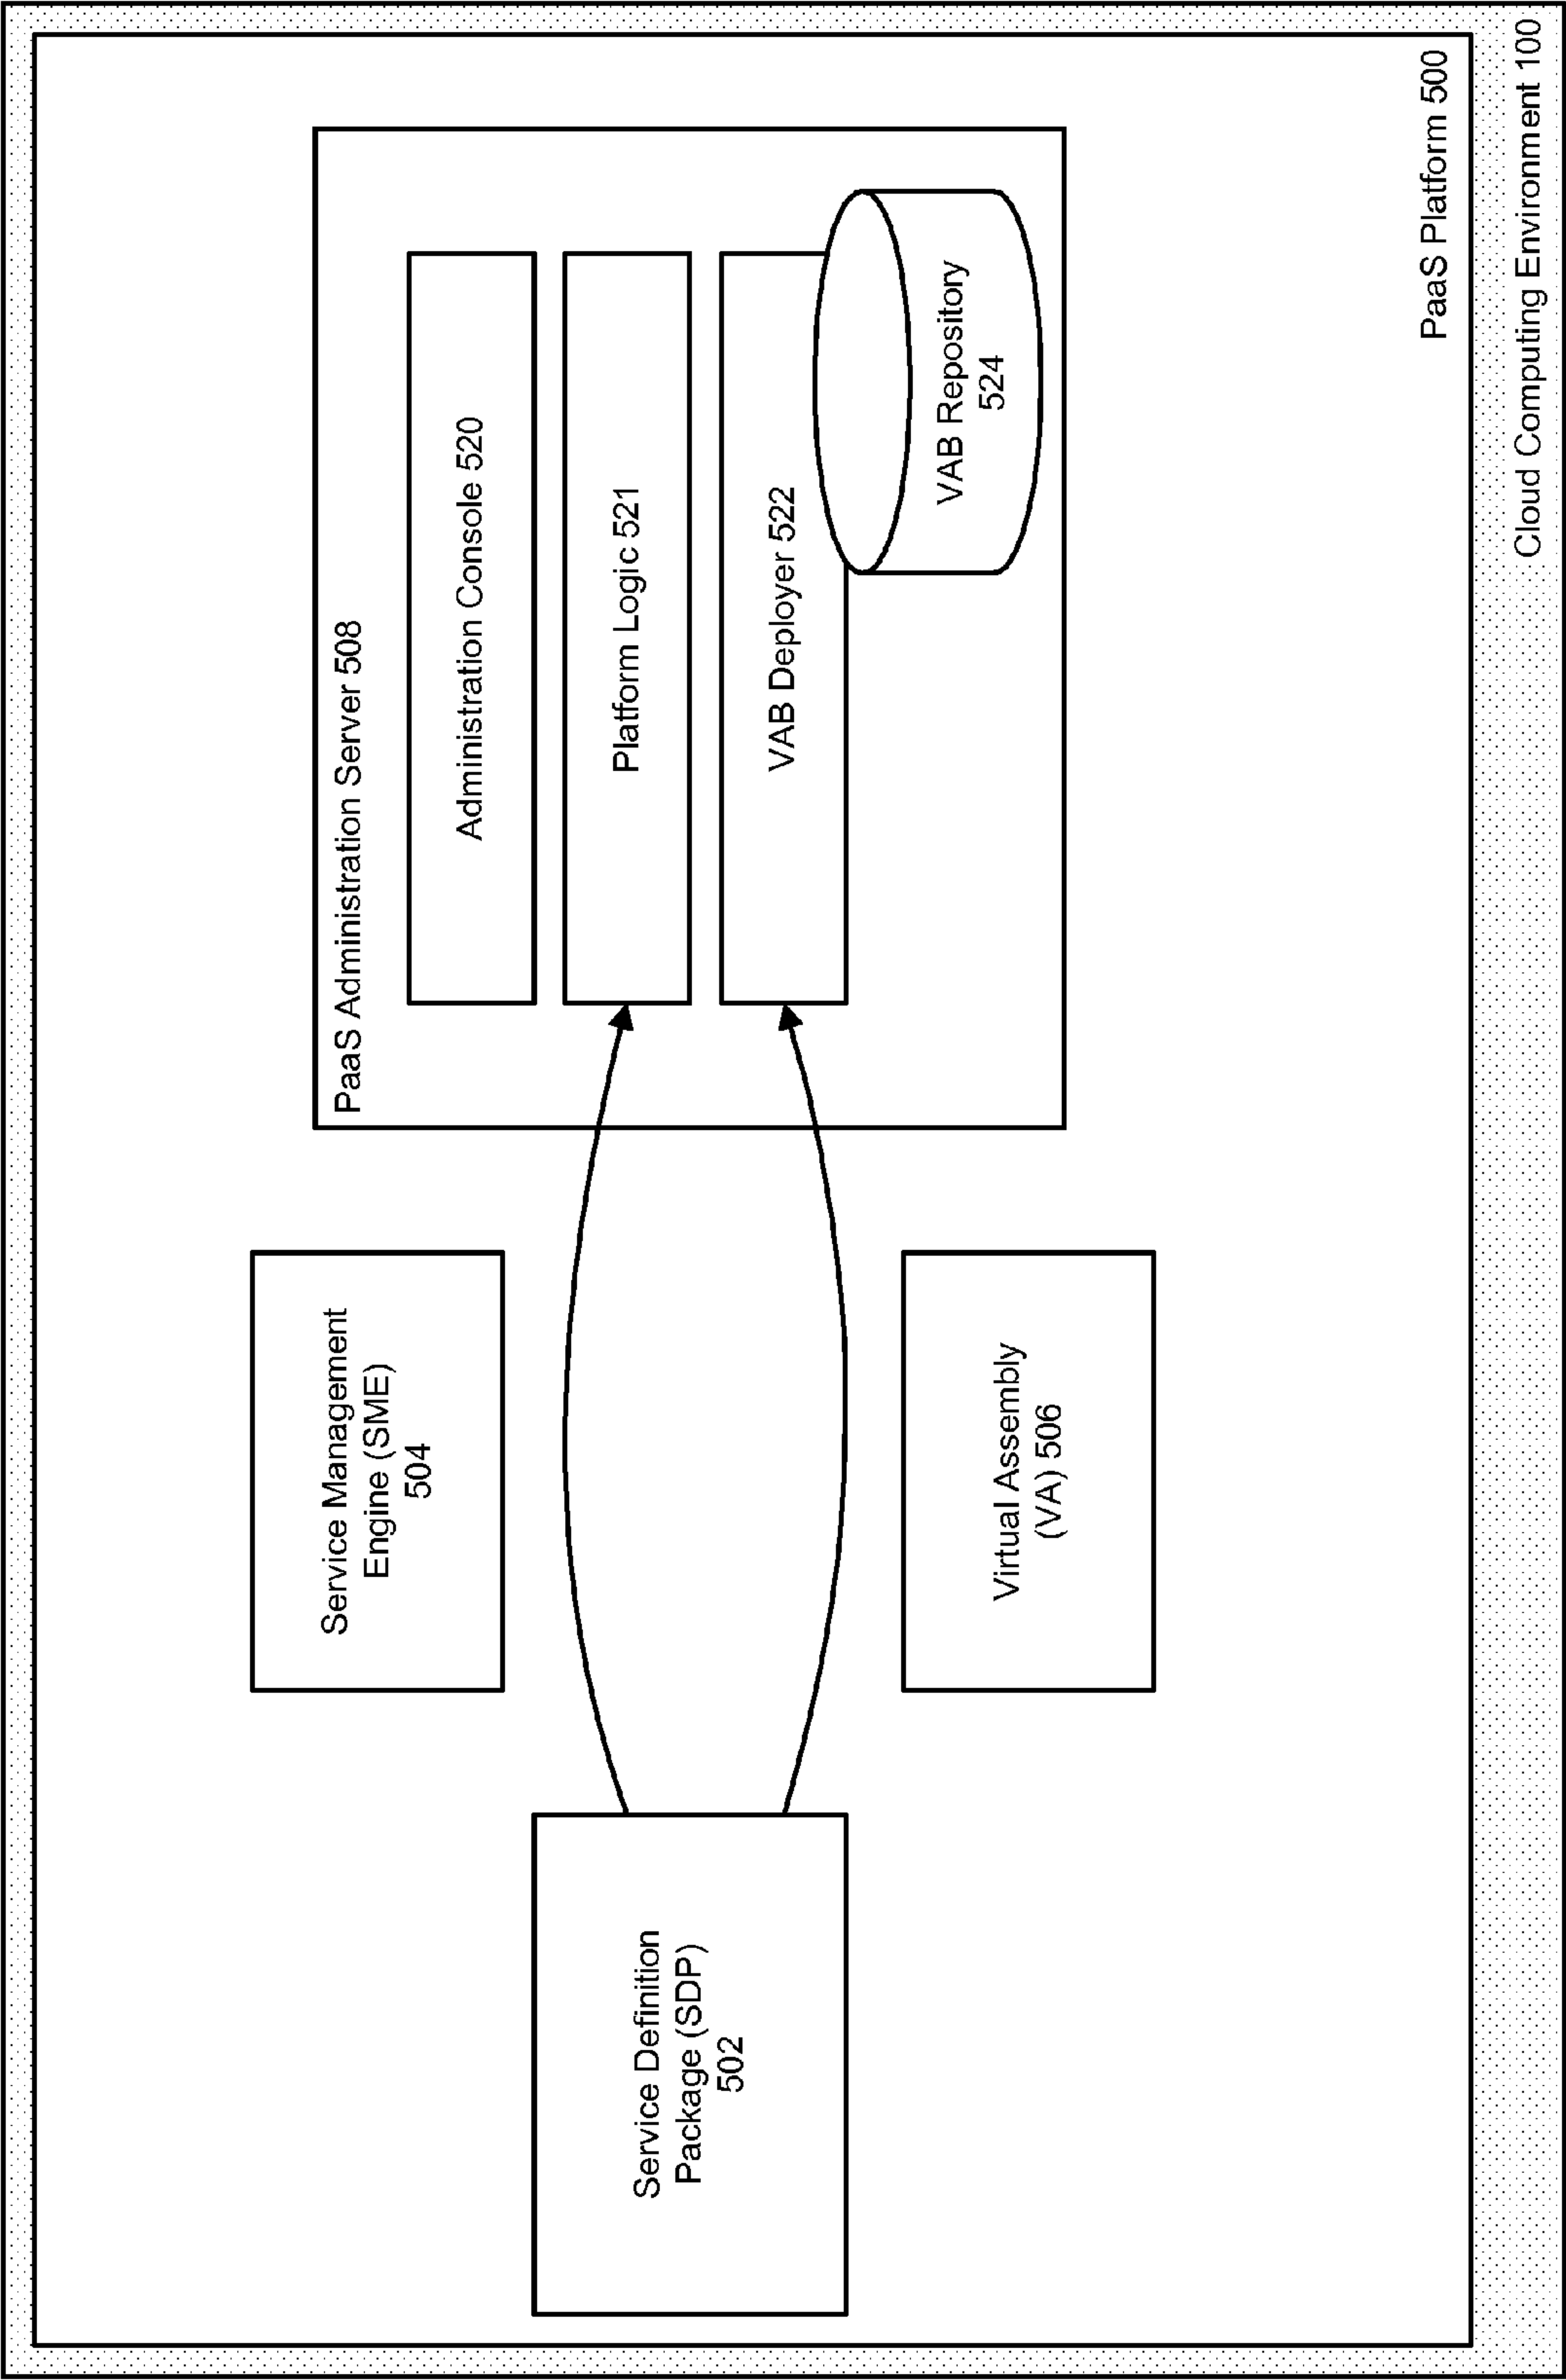 PaaS Administration Server 508
Administration Console 520
Platform Logic 521
VAB Deployer 522
VAB Repository
524
Service Management
Engine (SME)
504
Service Definition
Package (SDP)
502
Virtual Assembly
(VA) 506
PaaS Platform 500
Cloud Computing Environment 100